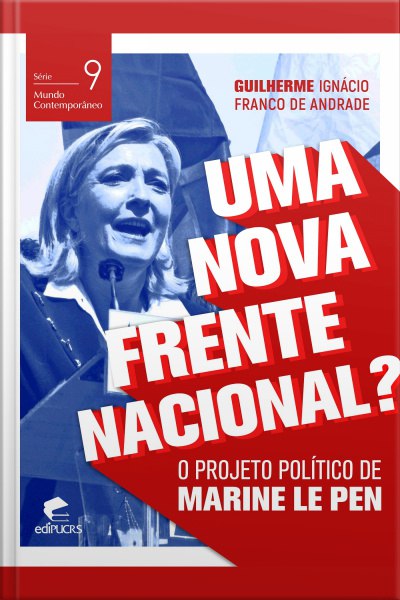 Série
9
Mundo
Contemporâneo
GUILHERME IGNÁCIO
FRANCO DE ANDRADE
UMA
NOVA
FRENTE
NACIONAL?
O PROJETO POLÍTICO DE
MARINE LE PEN
ediPUCRS